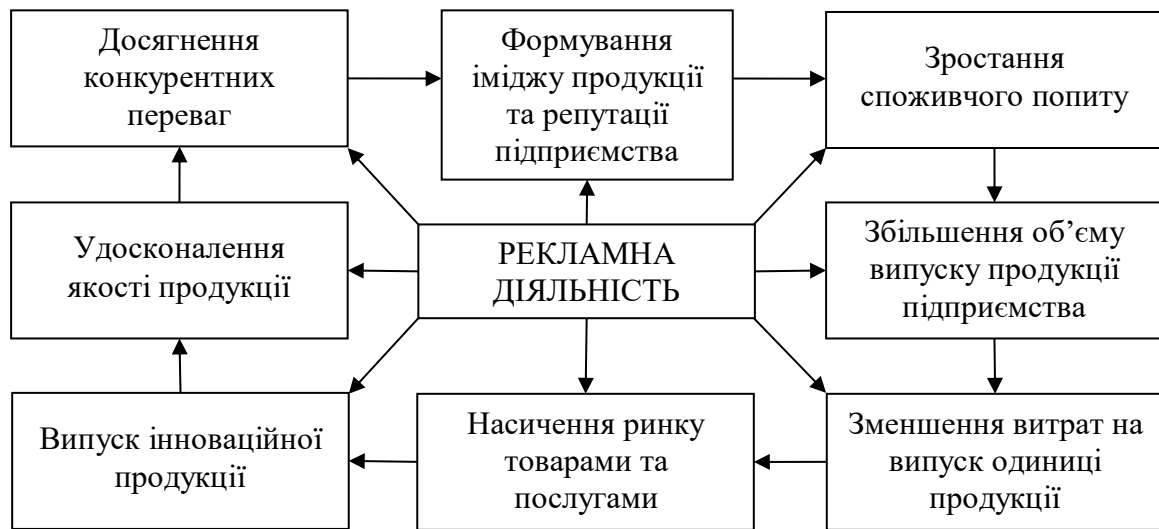 Досягнення
конкурентних
переваг
Формування
іміджу продукції
та репутації
підприємства
Зростання
споживчого попиту
Удосконалення
якості продукції
РЕКЛАМНА
ДІЯЛЬНІСТЬ
Збільшення об’єму
випуску продукції
підприємства
Випуск інноваційної
продукції
Насичення ринку
товарами та
послугами
Зменшення витрат на
випуск одиниці
продукції